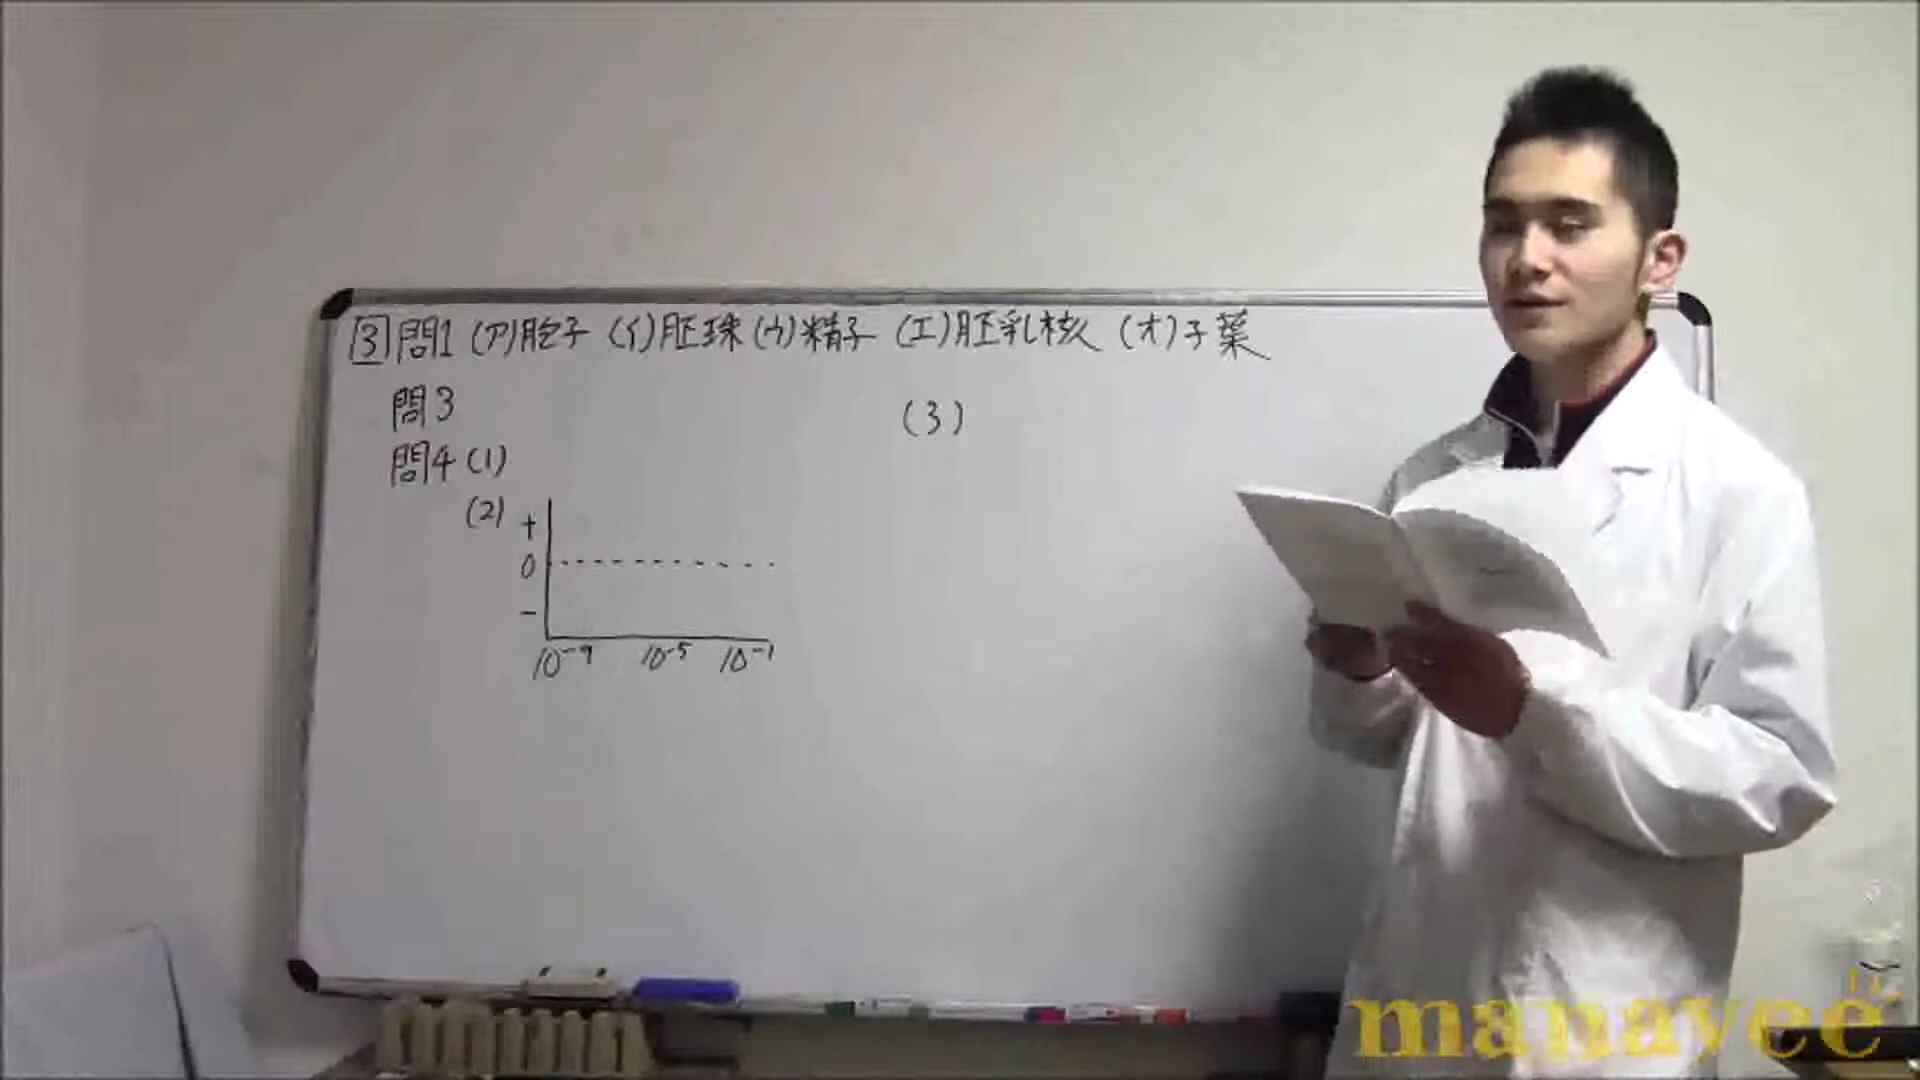 3 問1 (ア)胞子 (イ)胚珠 (ウ)精子 (エ)胚乳核 (オ)子葉
問3
(3)
問4 (1)
(2)
+
0
−
10⁻⁹ 10⁻⁵ 10⁻¹
manavee